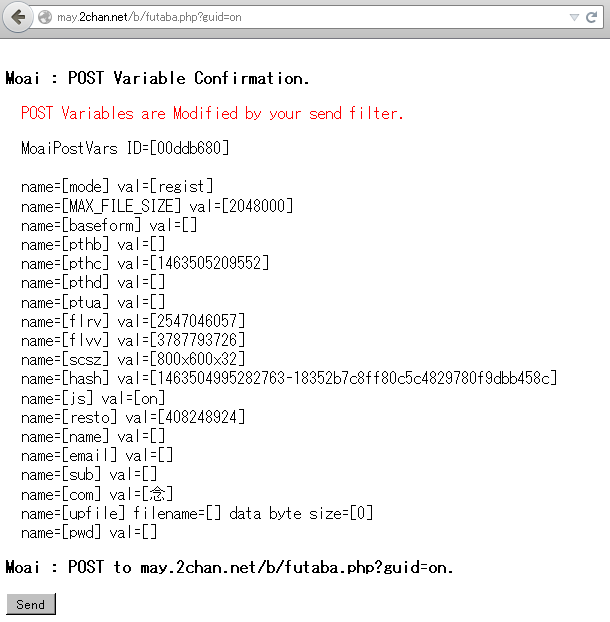 may.2chan.net/b/futaba.php?guid=on
Moai : POST Variable Confirmation.
POST Variables are Modified by your send filter.
MoaiPostVars ID=[00ddb680]
name=[mode] val=[regist]
name=[MAX_FILE_SIZE] val=[2048000]
name=[baseform] val=[]
name=[pthb] val=[]
name=[pthc] val=[1463505209552]
name=[pthd] val=[]
name=[ptua] val=[]
name=[flrv] val=[2547046057]
name=[flvv] val=[3787793726]
name=[scsz] val=[800x600x32]
name=[hash] val=[1463504995282763-18352b7c8ff80c5c4829780f9dbb458c]
name=[js] val=[on]
name=[resto] val=[408248924]
name=[name] val=[]
name=[email] val=[]
name=[sub] val=[]
name=[com] val=[念]
name=[upfile] filename=[] data byte size=[0]
name=[pwd] val=[]
Moai : POST to may.2chan.net/b/futaba.php?guid=on.
Send